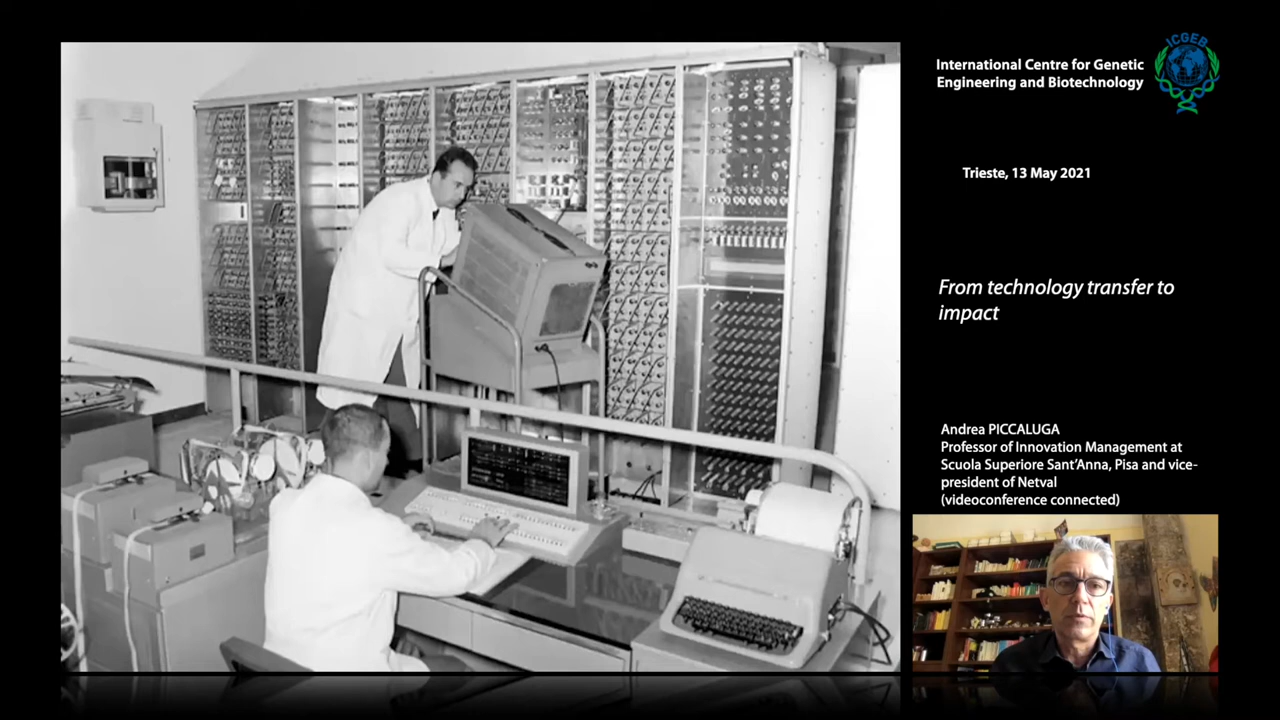 ICGEB
International Centre for Genetic
Engineering and Biotechnology
Trieste, 13 May 2021
From technology transfer to
impact
Andrea PICCALUGA
Professor of Innovation Management at
Scuola Superiore Sant’Anna, Pisa and vice-
president of Netval
(videoconference connected)